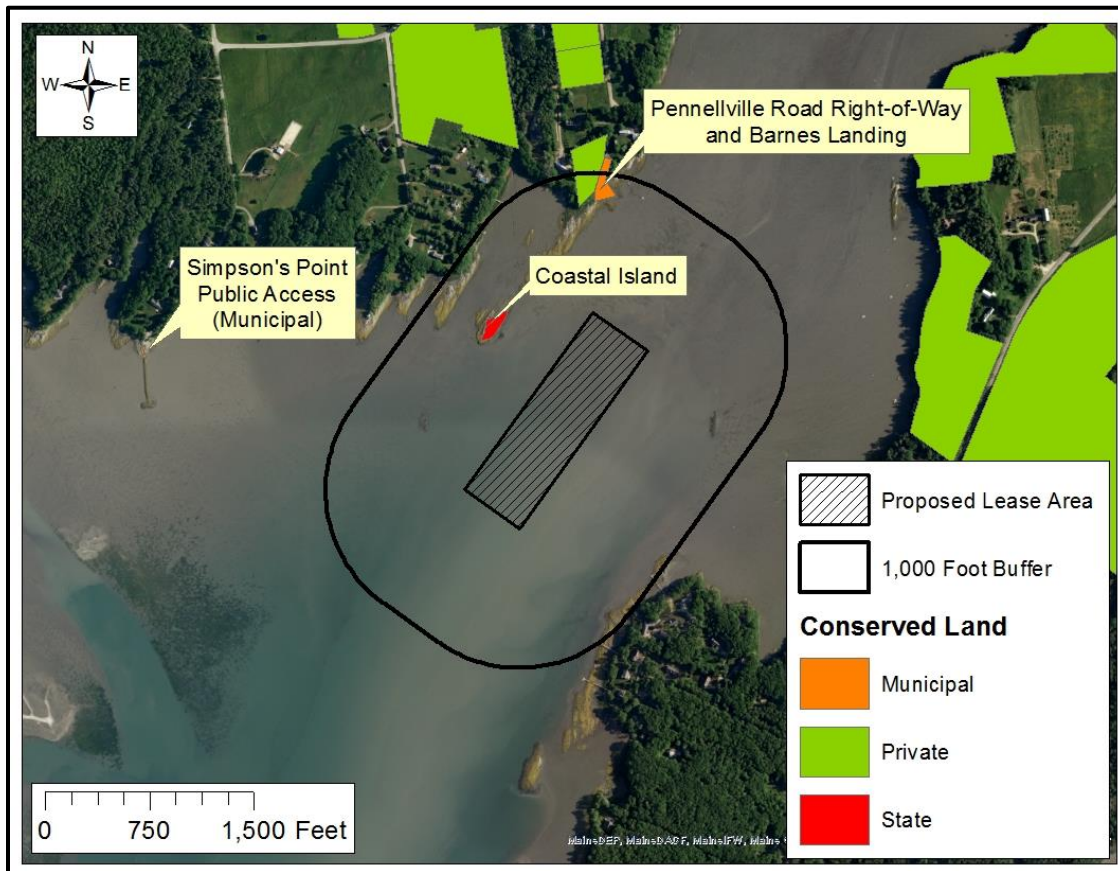 N
W E
S
Pennellville Road Right-of-Way
and Barnes Landing
Simpson's Point
Public Access
(Municipal)
Coastal Island
Proposed Lease Area
1,000 Foot Buffer
Conserved Land
Municipal
Private
State
0 750 1,500 Feet
MaineDEP, MaineDACF, MaineIFW, Maine